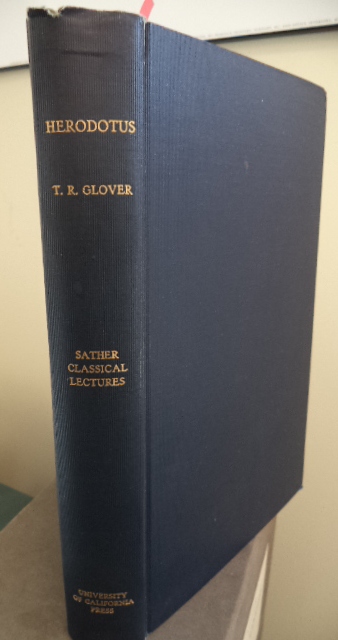 HERODOTUS
T. R. GLOVER
SATHER
CLASSICAL
LECTURES
UNIVERSITY
OF CALIFORNIA
PRESS